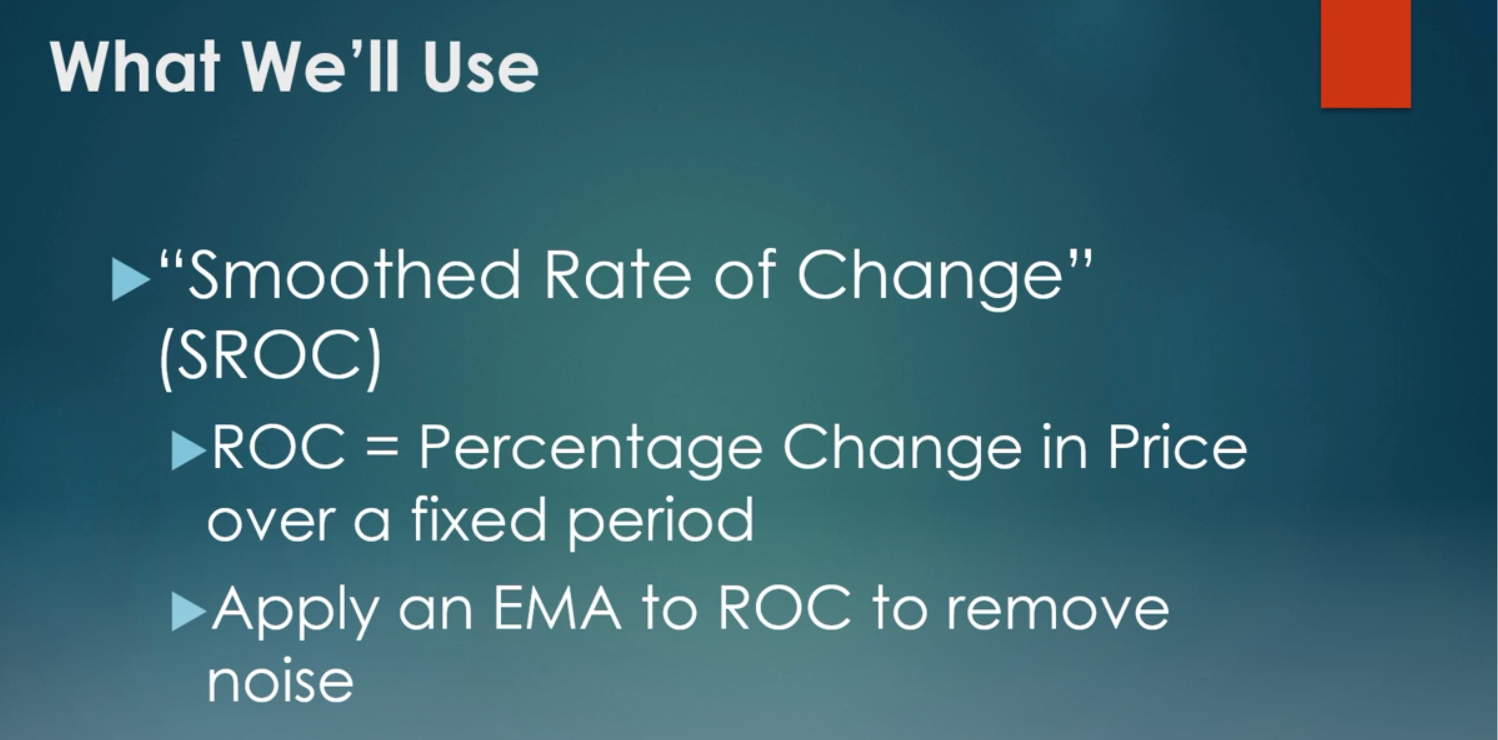 What We’ll Use
“Smoothed Rate of Change”
(SROC)
ROC = Percentage Change in Price
over a fixed period
Apply an EMA to ROC to remove
noise